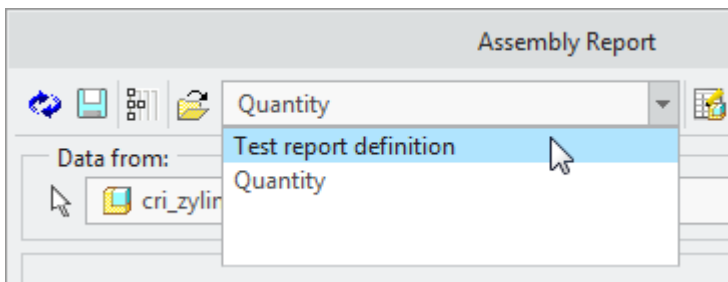 Assembly Report
Quantity
Test report definition
Data from:
Quantity
cri_zylin